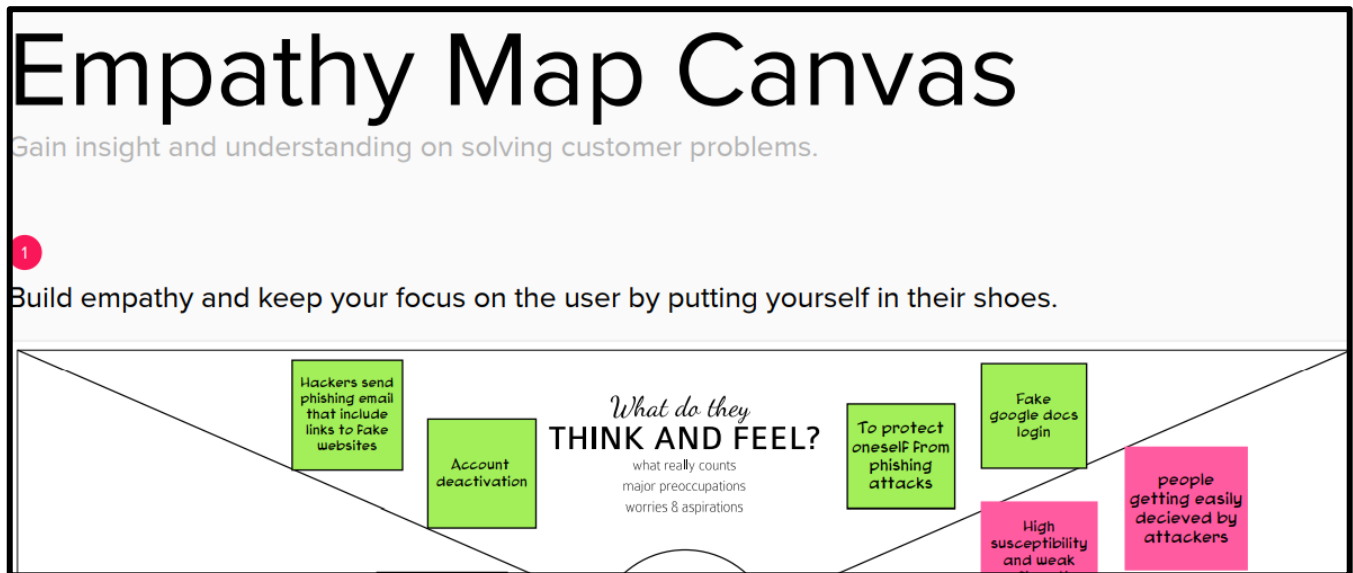 Empathy Map Canvas
Gain insight and understanding on solving customer problems.
1
Build empathy and keep your focus on the user by putting yourself in their shoes.
Hackers send
phishing email
that include
links to fake
websites
Account
deactivation
What do they
THINK AND FEEL?
what really counts
major preoccupations
worries & aspirations
To protect
oneself from
phishing
attacks
Fake
google docs
login
High
susceptibility
and weak
people
getting easily
decieved by
attackers